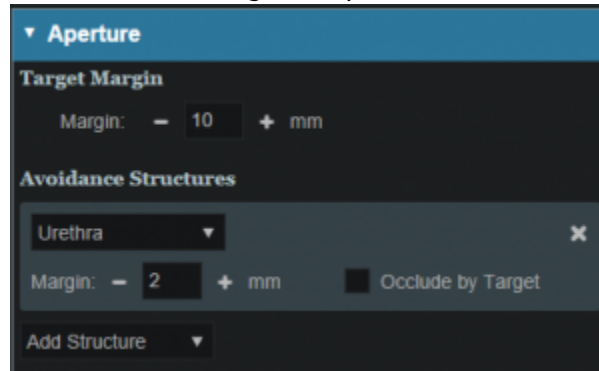 Aperture
Target Margin
Margin: − 10 + mm
Avoidance Structures
Urethra
Margin: − 2 + mm Occlude by Target
Add Structure